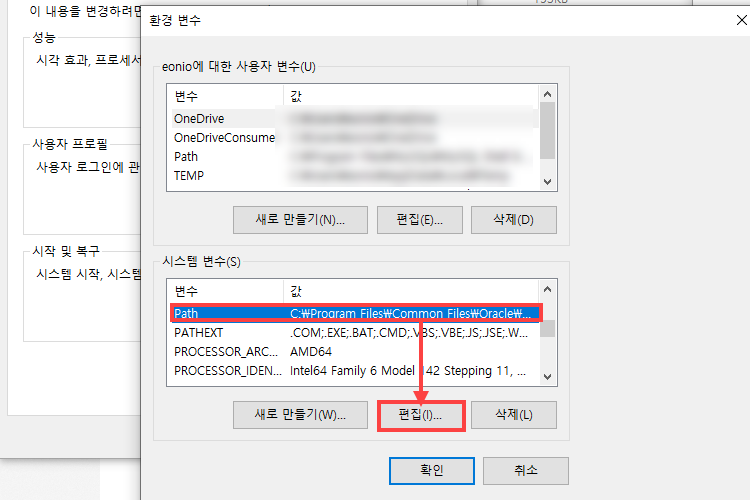 이 내용을 변경하려면
성능
시각 효과, 프로세서
사용자 프로필
사용자 로그인에 관
시작 및 복구
시스템 시작, 시스템
환경 변수
eonio에 대한 사용자 변수(U)
변수 값
OneDrive
OneDriveConsume
Path
TEMP
새로 만들기(N)... 편집(E)... 삭제(D)
시스템 변수(S)
변수 값
Path C:₩Program Files₩Common Files₩Oracle₩...
PATHEXT .COM;.EXE;.BAT;.CMD;.VBS;.VBE;.JS;.JSE;.W...
PROCESSOR_ARC... AMD64
PROCESSOR_IDEN... Intel64 Family 6 Model 142 Stepping 11, ...
새로 만들기(W)... 편집(I)... 삭제(L)
확인 취소